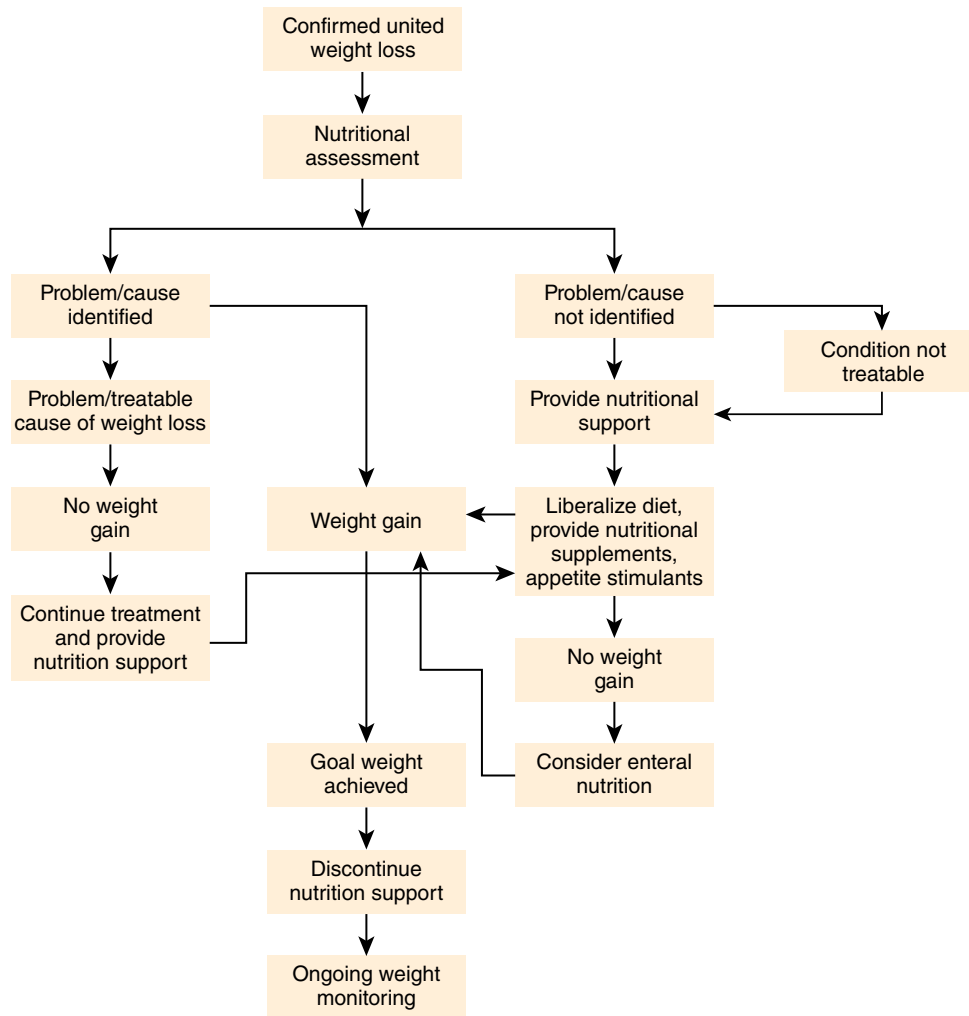 Confirmed united
weight loss
Nutritional
assessment
Problem/cause
identified
Problem/cause
not identified
Condition not
treatable
Problem/treatable
cause of weight loss
Provide nutritional
support
No weight
gain
Weight gain
Liberalize diet,
provide nutritional
supplements,
appetite stimulants
Continue treatment
and provide
nutrition support
No weight
gain
Goal weight
achieved
Consider enteral
nutrition
Discontinue
nutrition support
Ongoing weight
monitoring